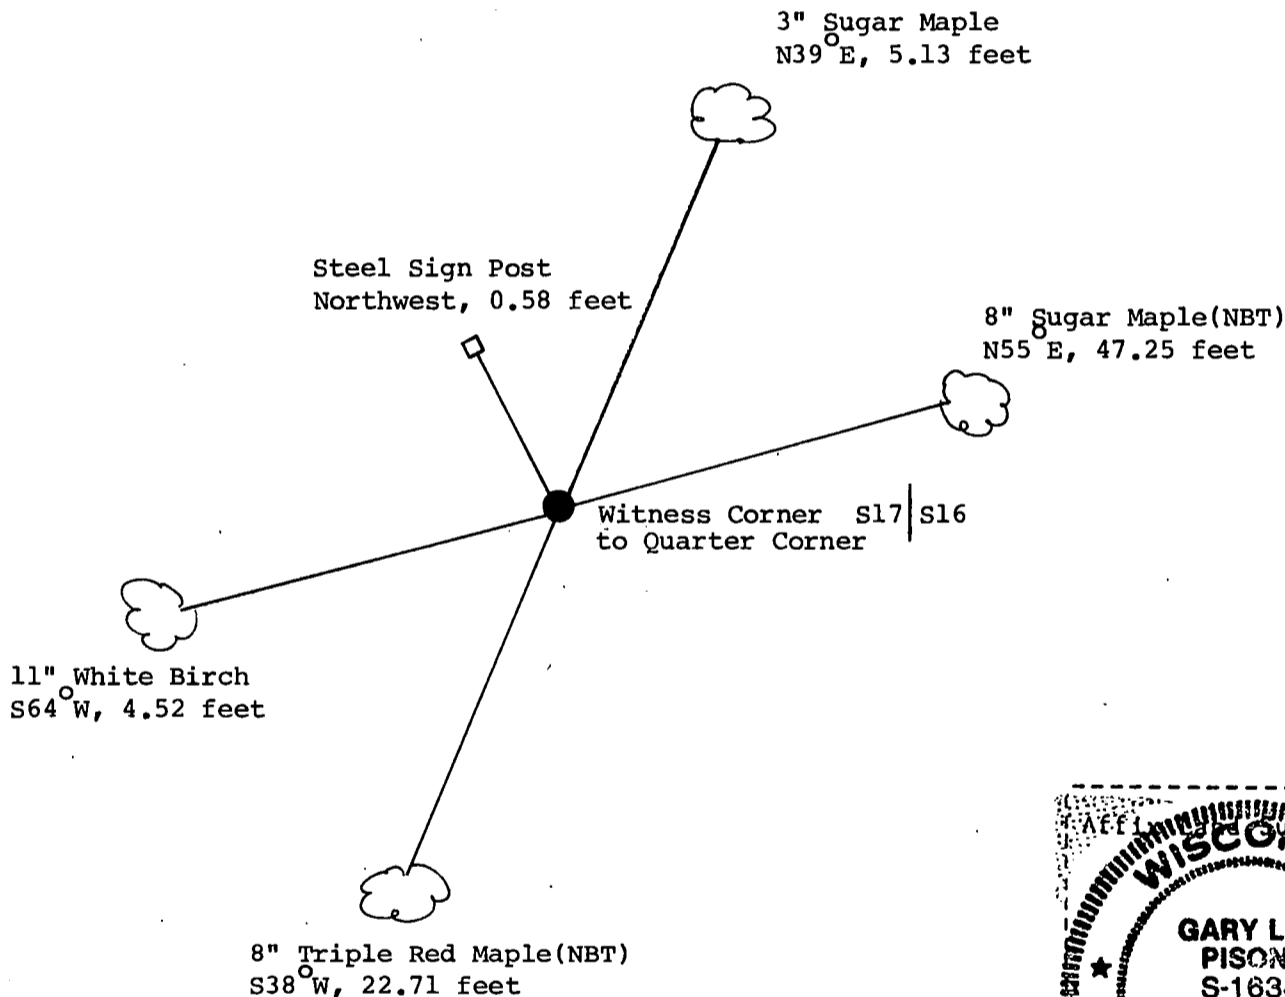 3" Sugar Maple
N39°E, 5.13 feet
Steel Sign Post
Northwest, 0.58 feet
8" Sugar Maple(NBT)
N55°E, 47.25 feet
Witness Corner S17|S16
to Quarter Corner
11" White Birch
S64°W, 4.52 feet
8" Triple Red Maple(NBT)
S38°W, 22.71 feet
GARY L
PISON
S-163